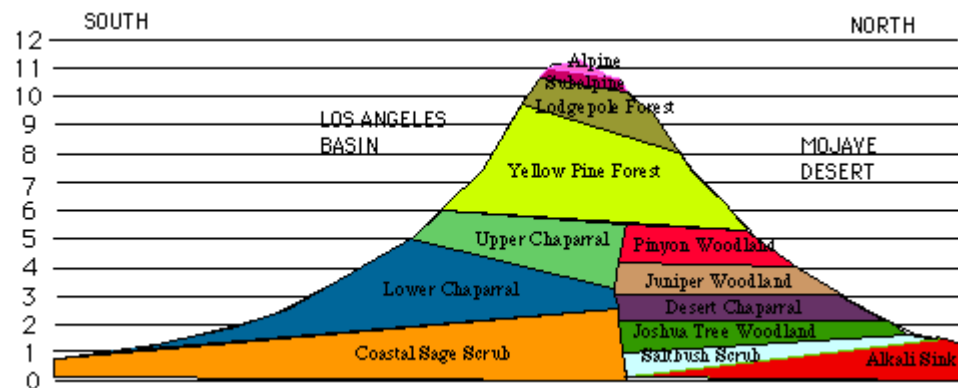 SOUTH
NORTH
12
11
10
9
8
7
6
5
4
3
2
1
0
LOS ANGELES
BASIN
MOJAVE
DESERT
Alpine
Subalpine
Lodgepole Forest
Yellow Pine Forest
Upper Chaparral
Pinyon Woodland
Lower Chaparral
Juniper Woodland
Desert Chaparral
Joshua Tree Woodland
Coastal Sage Scrub
Saltbush Scrub
Alkali Sink